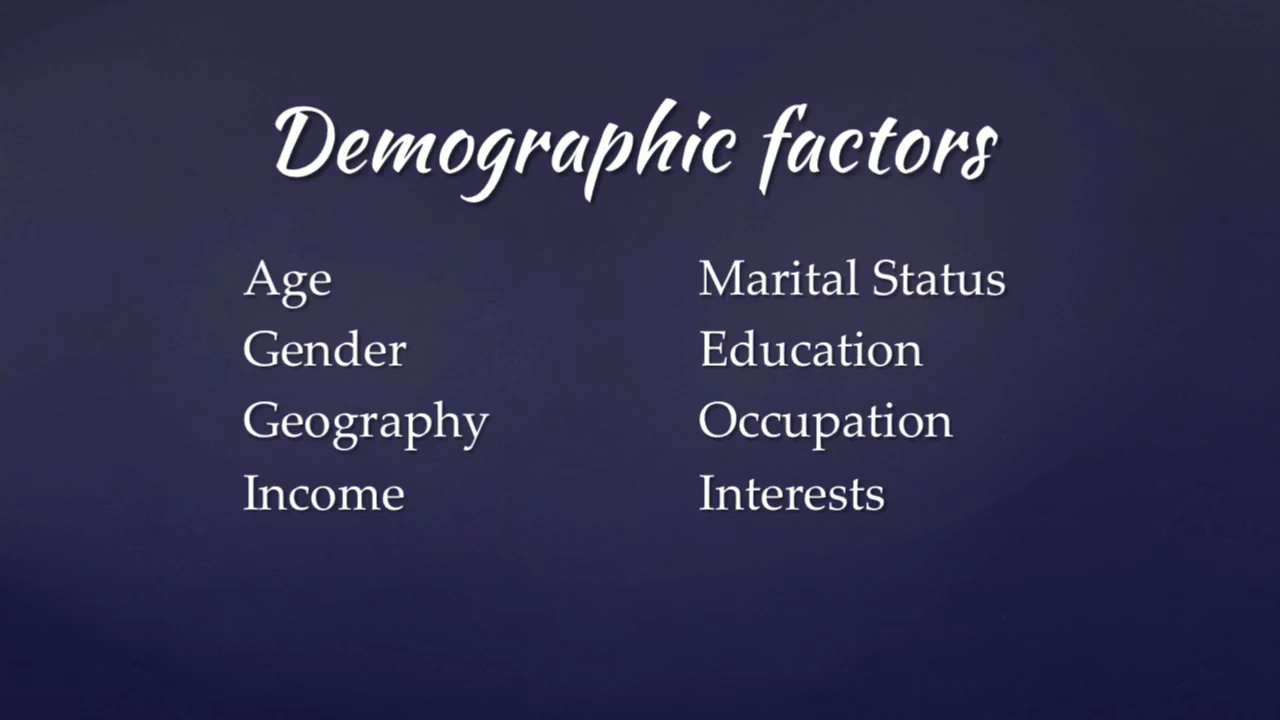 Demographic factors
Age
Gender
Geography
Income
Marital Status
Education
Occupation
Interests